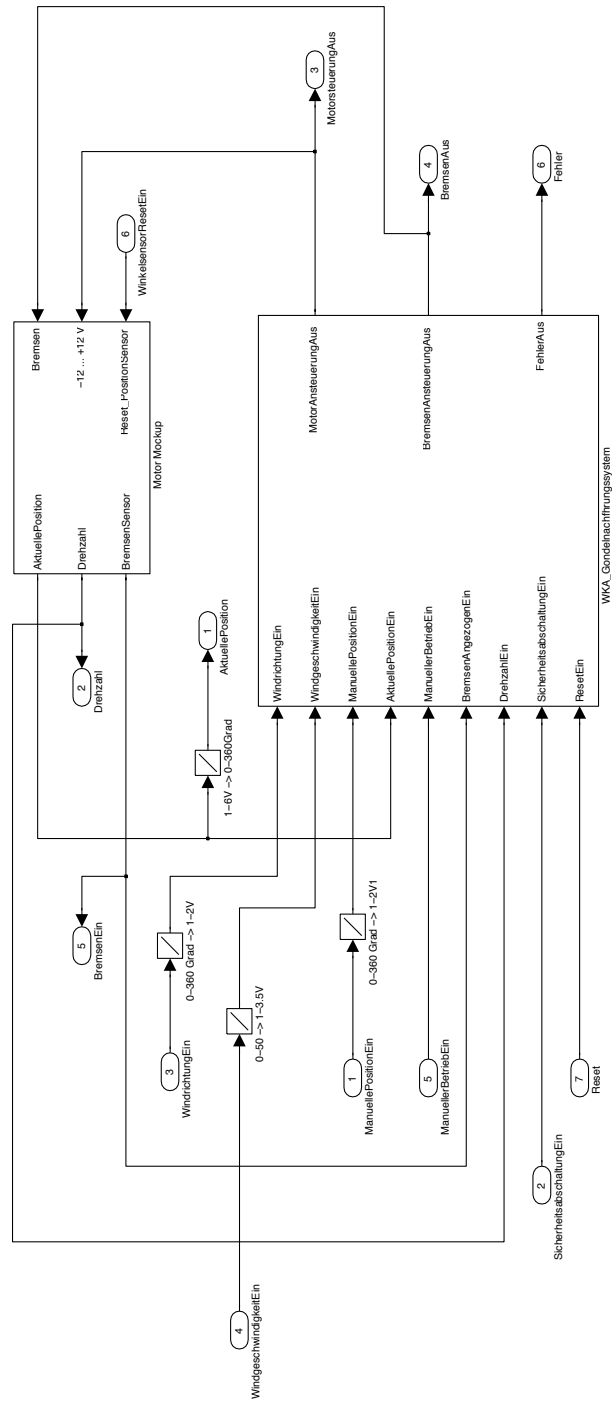 Bremsen
−12 ... +12 V
Reset_PositionSensor
AktuellePosition
Drehzahl
BremsenSensor
Motor Mockup
6
WinkelsensorResetEin
3
MotorsteuerungAus
4
BremsenAus
6
Fehler
2
Drehzahl
1
AktuellePosition
1−6V −> 0−360Grad
5
BremsenEin
3
WindrichtungEin
0−360 Grad −> 1−2V
4
WindgeschwindigkeitEin
0−50 −> 1−3.5V
1
ManuellePositionEin
0−360 Grad −> 1−2V1
5
ManuellerBetriebEin
2
SicherheitsabschaltungEin
7
Reset
WindrichtungEin
WindgeschwindigkeitEin
ManuellePositionEin
AktuellePositionEin
ManuellerBetriebEin
BremsenAngezogenEin
DrehzahlEin
SicherheitsabschaltungEin
ResetEin
MotorAnsteuerungAus
BremsenAnsteuerungAus
FehlerAus
WKA_Gondelnachfhrungssystem